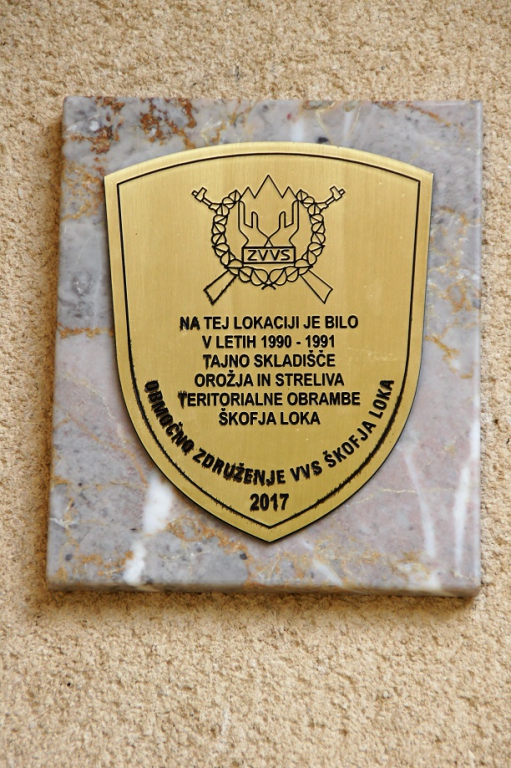 ZVVS
NA TEJ LOKACIJI JE BILO
V LETIH 1990 - 1991
TAJNO SKLADIŠČE
OROŽJA IN STRELIVA
TERITORIALNE OBRAMBE
ŠKOFJA LOKA
OBMOČNO ZDRUŽENJE VVS ŠKOFJA LOKA
2017